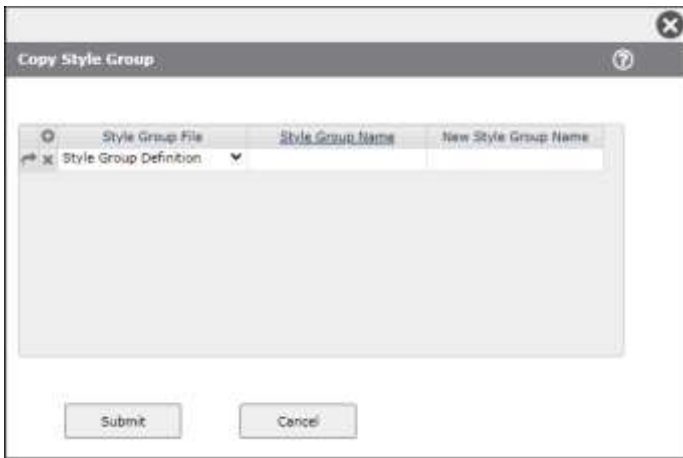 Copy Style Group
Style Group File Style Group Name New Style Group Name
Style Group Definition
Submit Cancel